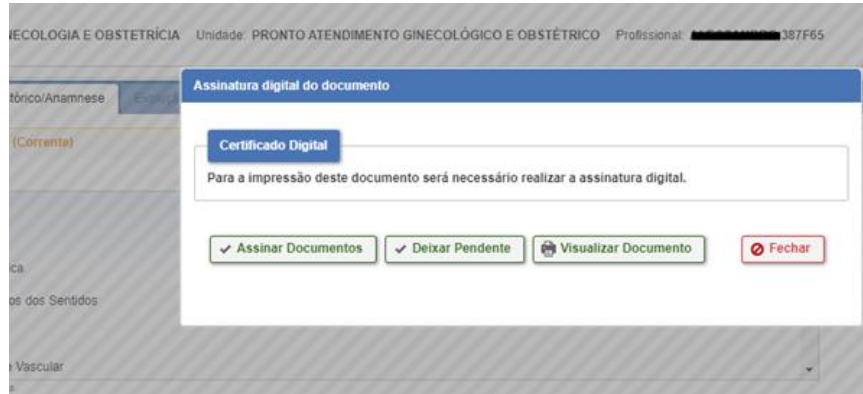 NECOLOGIA E OBSTETRÍCIA Unidade: PRONTO ATENDIMENTO GINECOLÓGICO E OBSTÉTRICO Profissional: 387F65
Assinatura digital do documento
tórico/Anamnese
(Corrente)
Certificado Digital
Para a impressão deste documento será necessário realizar a assinatura digital.
Assinar Documentos Deixar Pendente Visualizar Documento Fechar
ica
os dos Sentidos
e Vascular